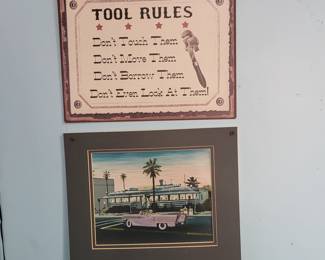 TOOL RULES
Don't Touch Them
Don't Move Them
Don't Borrow Them
Don't Even Look At Them!